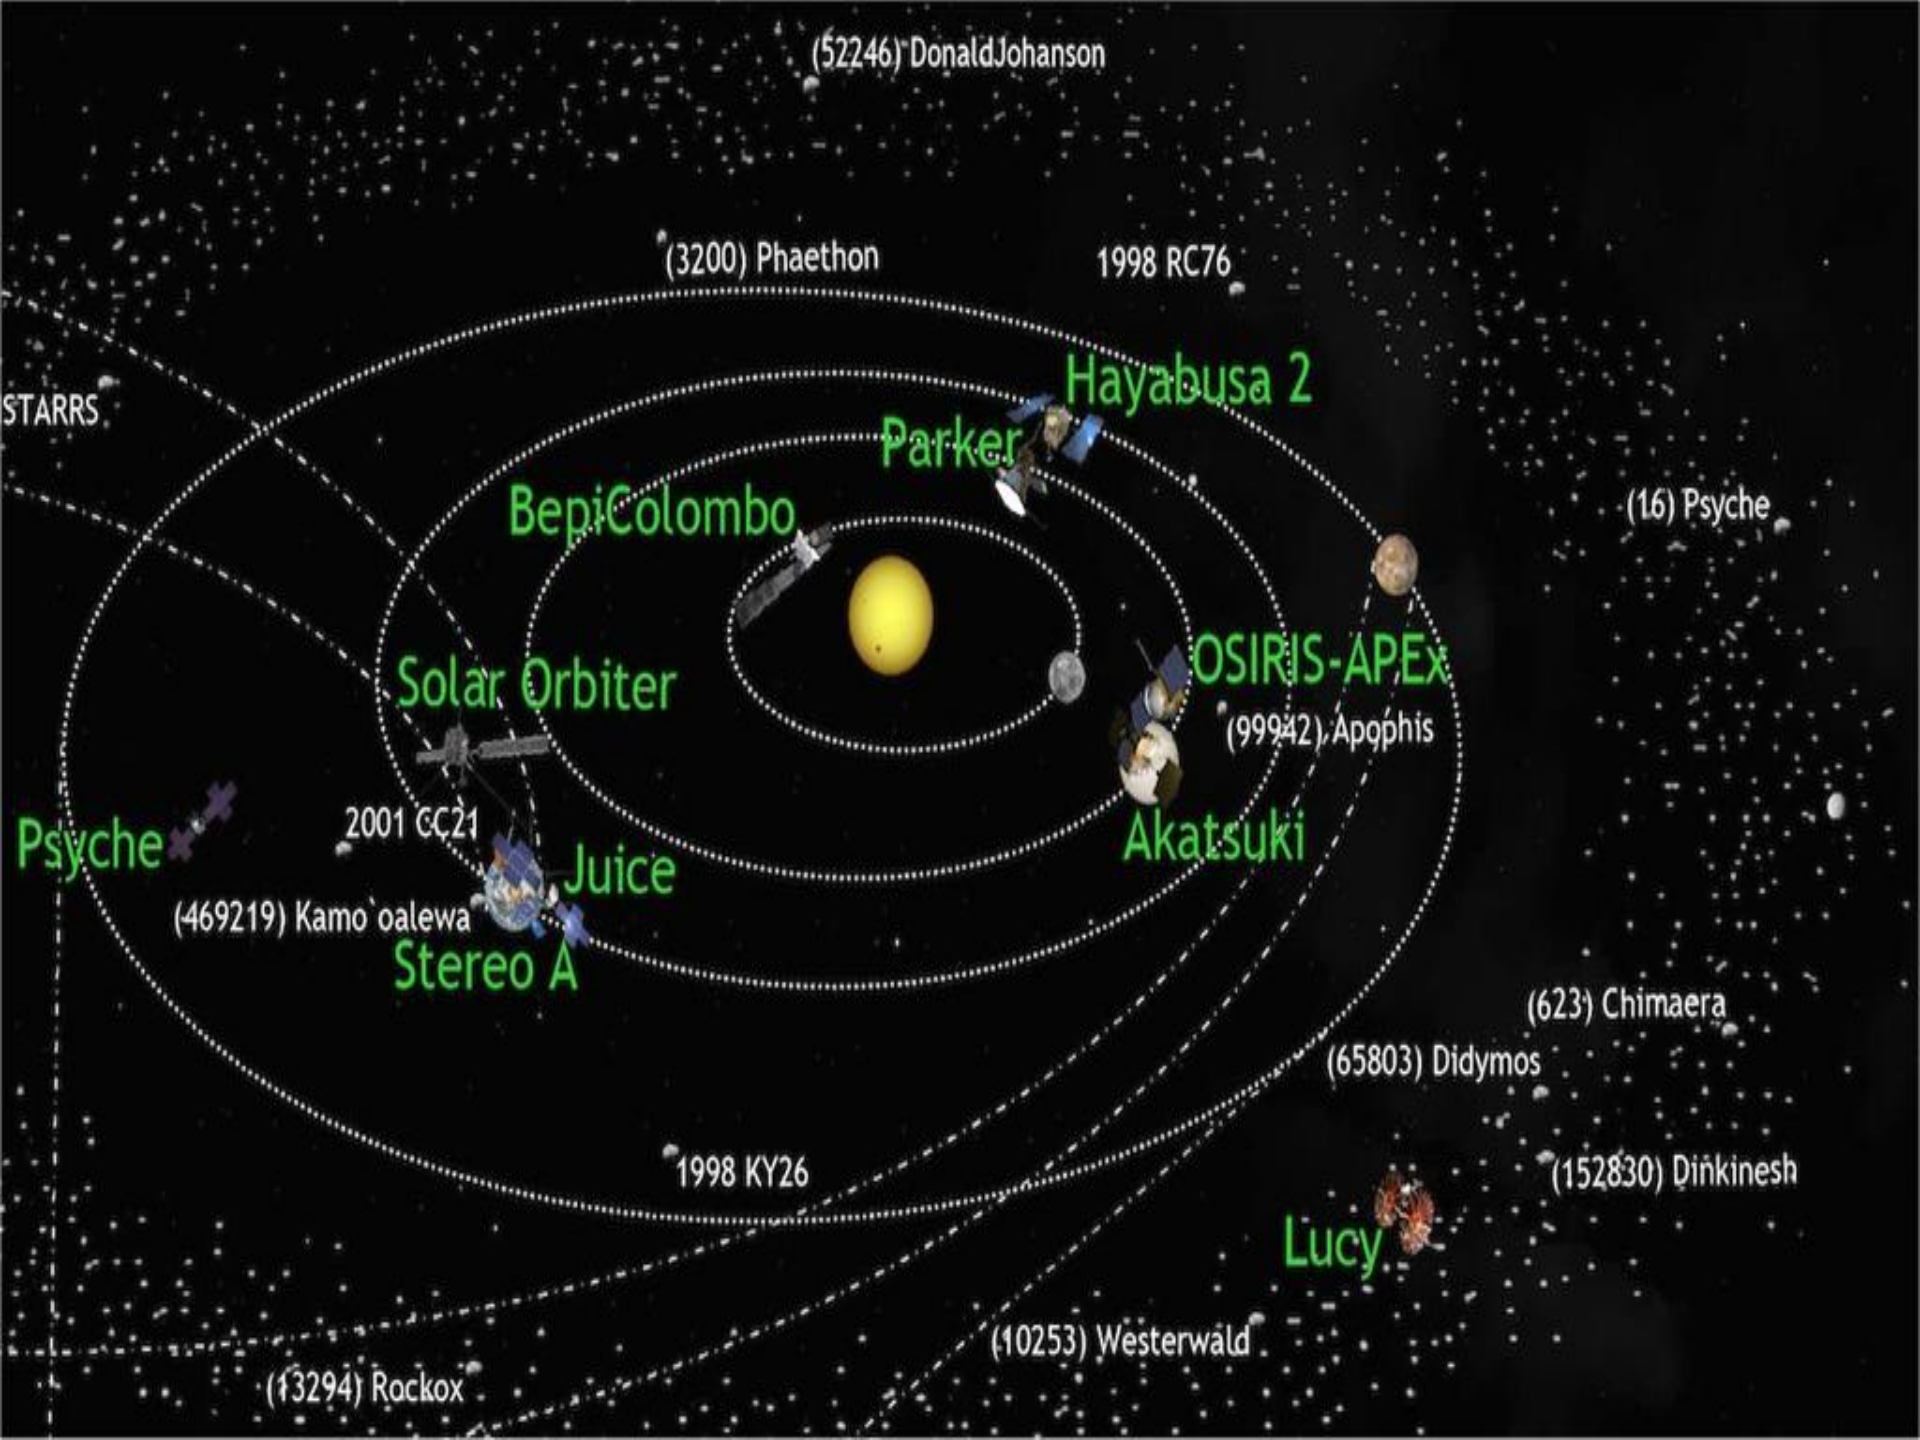 (52246) DonaldJohanson
(3200) Phaethon
1998 RC76
Hayabusa 2
STARRS
Parker
BepiColombo
(16) Psyche
OSIRIS-APEx
Solar Orbiter
(99942) Apophis
2001 CC21
Psyche
Akatsuki
Juice
(469219) Kamo`oalewa
Stereo A
(623) Chimaera
(65803) Didymos
1998 KY26
(152830) Dinkinesh
Lucy
(10253) Westerwald
(13294) Rockox